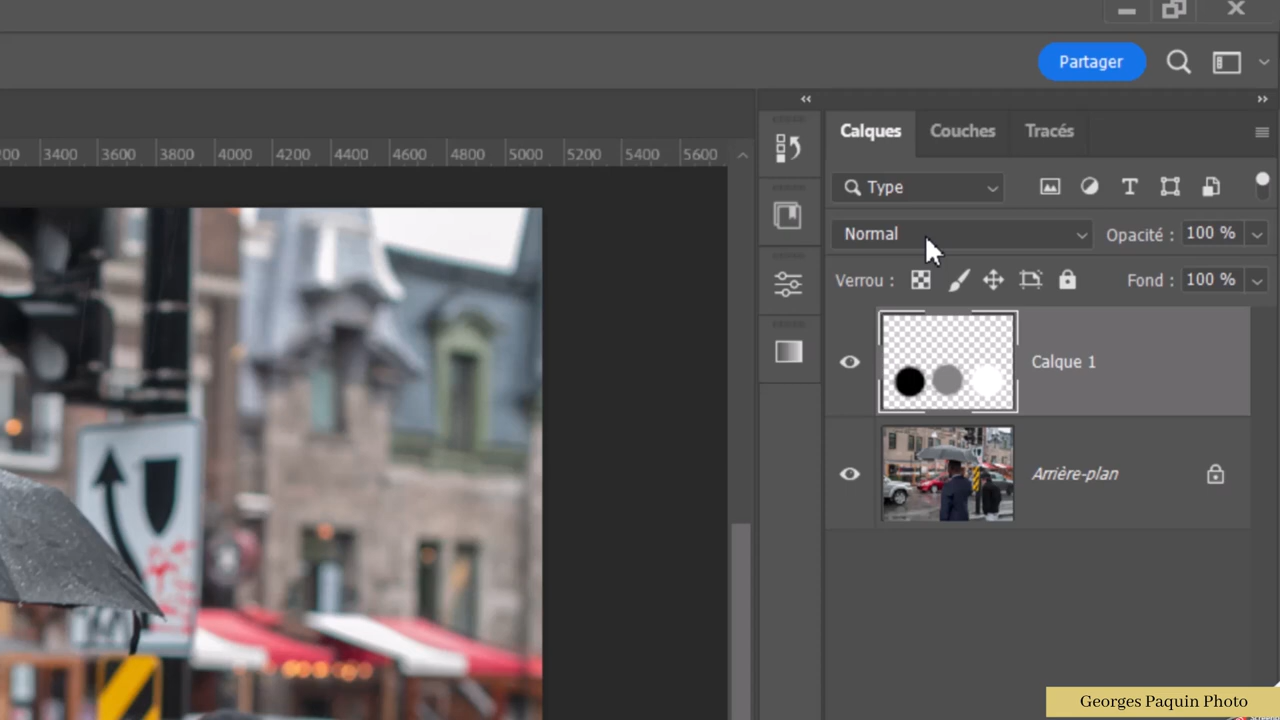 Partager
200 3400 3600 3800 4000 4200 4400 4600 4800 5000 5200 5400 5600
Calques Couches Tracés
Type
Normal Opacité : 100 %
Verrou : Fond : 100 %
Calque 1
Arrière-plan
Georges Paquin Photo